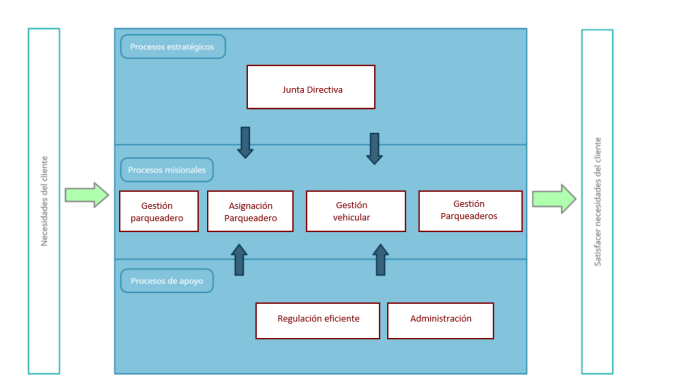 Necesidades del cliente
Procesos estratégicos
Junta Directiva
Procesos misionales
Gestión
parqueadero
Asignación
Parqueadero
Gestión
vehicular
Gestión
Parqueaderos
Procesos de apoyo
Regulación eficiente
Administración
Satisfacer necesidades del cliente